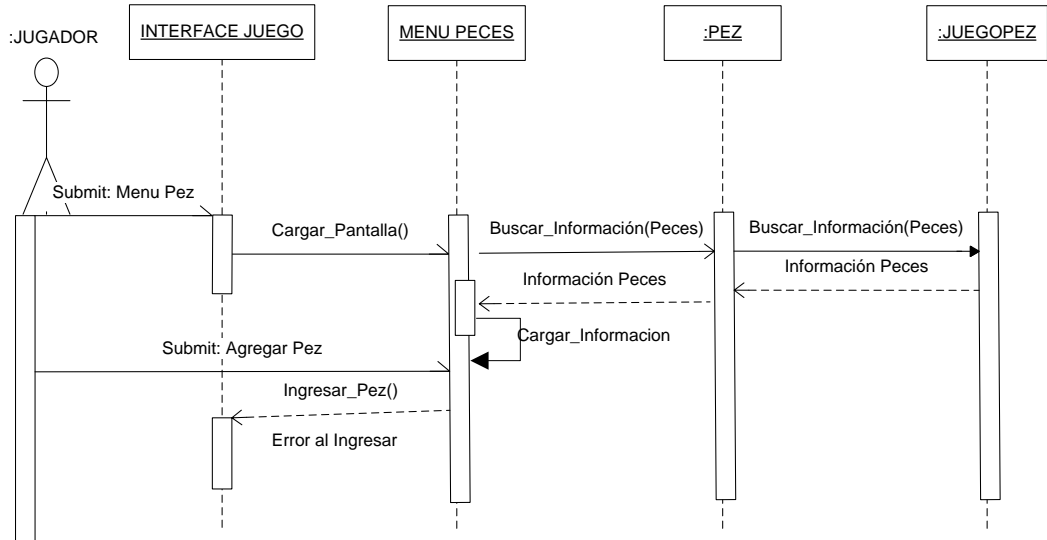 :JUGADOR
INTERFACE JUEGO
MENU PECES
:PEZ
:JUEGOPEZ
Submit: Menu Pez
Cargar_Pantalla()
Buscar_Información(Peces)
Buscar_Información(Peces)
Información Peces
Información Peces
Cargar_Informacion
Submit: Agregar Pez
Ingresar_Pez()
Error al Ingresar